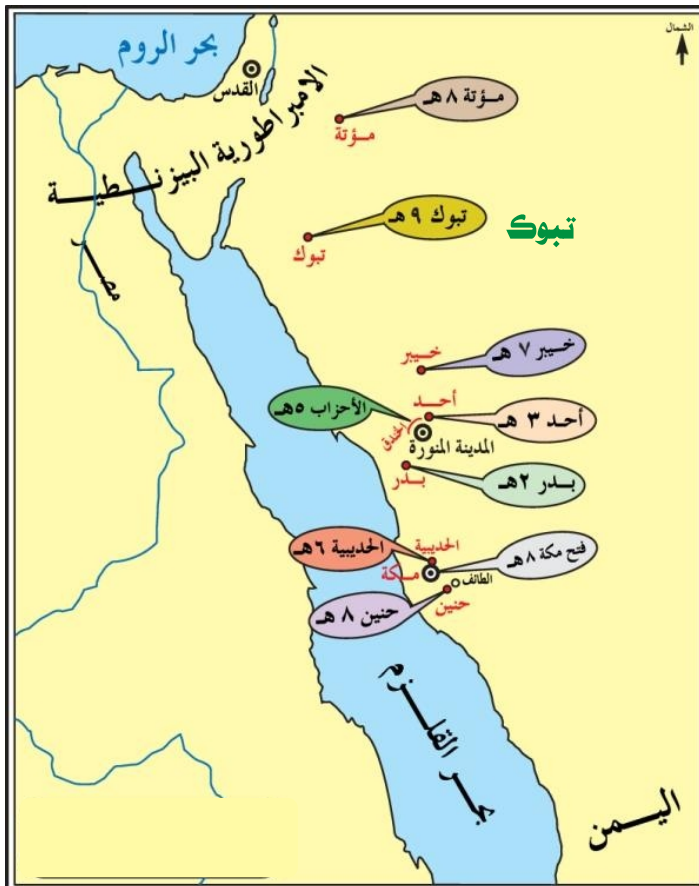 الشمال
بحر الروم
القدس
الامبراطورية البيزنطية
مصر
مؤتة ٨ هـ
مؤتة
تبوك ٩ هـ
تبوك
تبوك
خيبر ٧ هـ
خيبر
أحد
الأحزاب ٥هـ
أحد ٣ هـ
الخندق
المدينة المنورة
بدر
بدر ٢هـ
الحديبية
الحديبية ٦هـ
فتح مكة ٨ هـ
مكة
الطائف
حنين
حنين ٨ هـ
بحر القلزم
اليمن